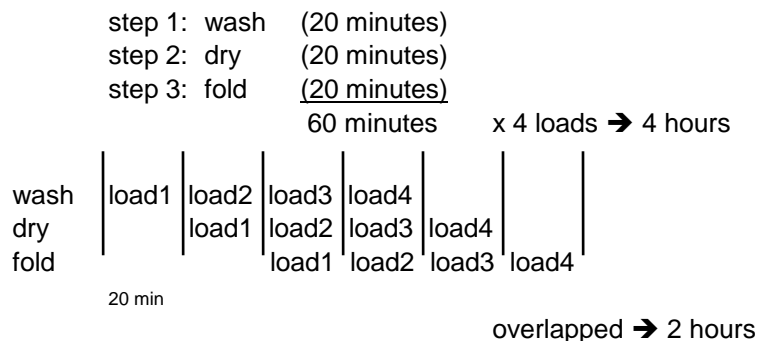 step 1: wash (20 minutes)
step 2: dry (20 minutes)
step 3: fold (20 minutes)
60 minutes x 4 loads ➔ 4 hours
wash load1 load2 load3 load4
dry load1 load2 load3 load4
fold load1 load2 load3 load4
20 min
overlapped ➔ 2 hours